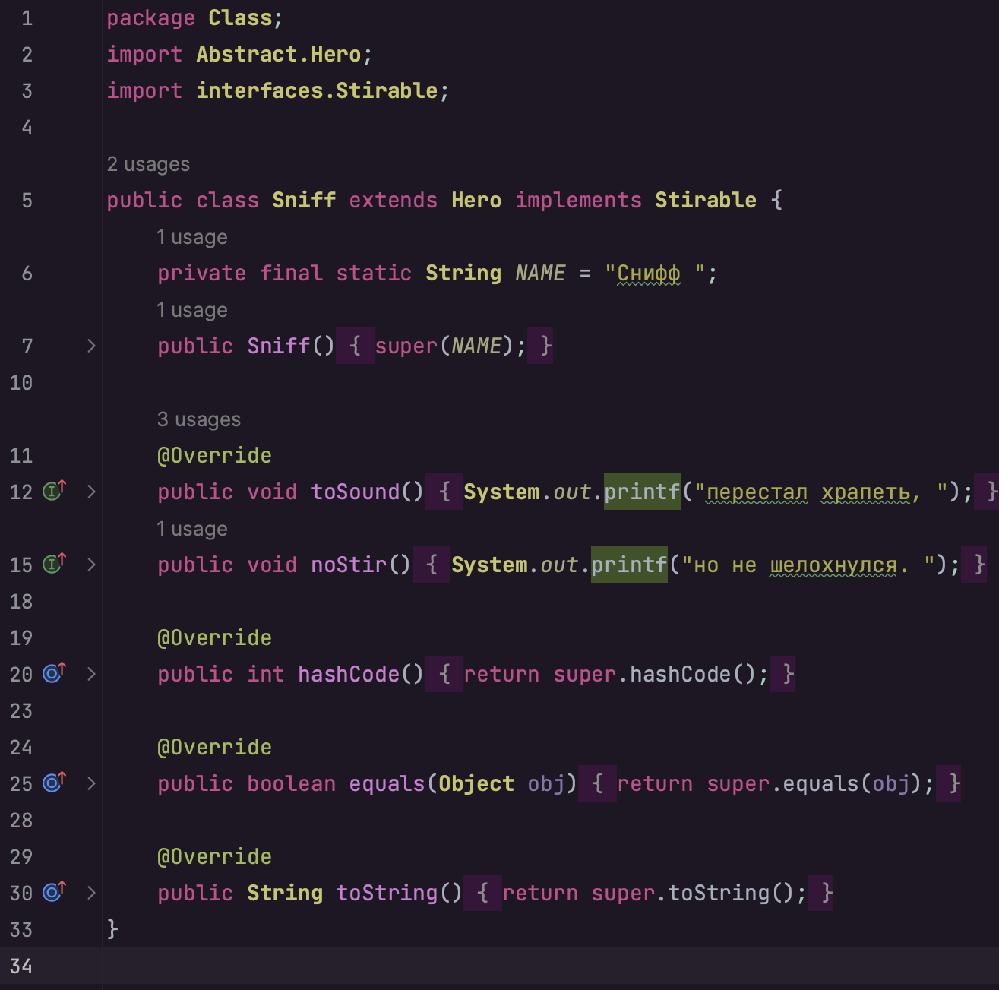 1 package Class;
2 import Abstract.Hero;
3 import interfaces.Stirable;
4
2 usages
5 public class Sniff extends Hero implements Stirable {
1 usage
6 private final static String NAME = "Снифф ";
1 usage
7 public Sniff() { super(NAME); }
10
3 usages
11 @Override
12 public void toSound() { System.out.printf("перестал храпеть, "); }
1 usage
15 public void noStir() { System.out.printf("но не шелохнулся. "); }
18
19 @Override
20 public int hashCode() { return super.hashCode(); }
23
24 @Override
25 public boolean equals(Object obj) { return super.equals(obj); }
28
29 @Override
30 public String toString() { return super.toString(); }
33 }
34